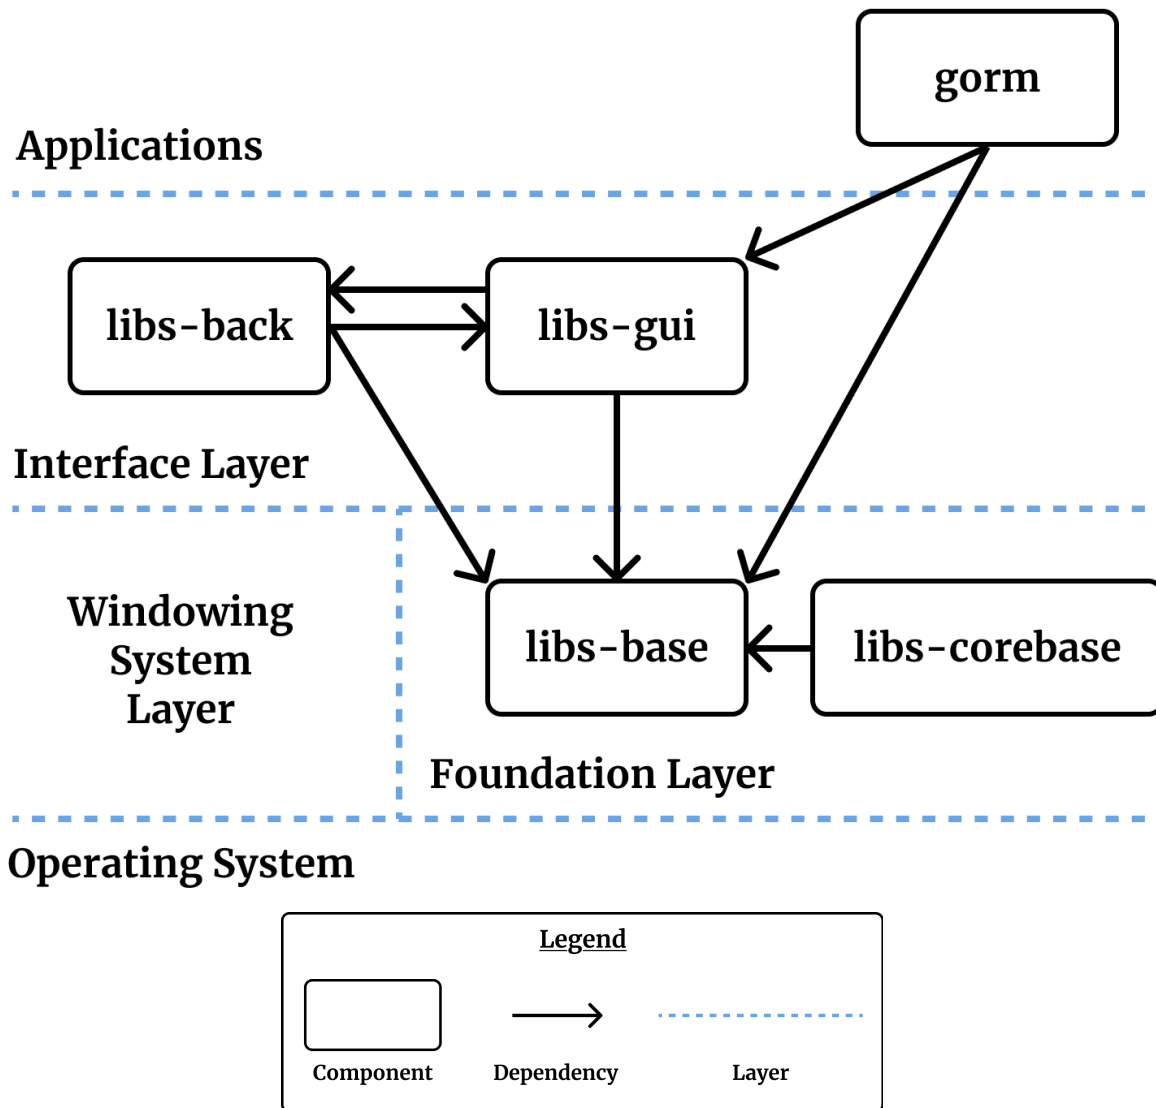 gorm
Applications
libs-back
libs-gui
Interface Layer
Windowing
System
Layer
libs-base
libs-corebase
Foundation Layer
Operating System
Legend
Component
Dependency
Layer